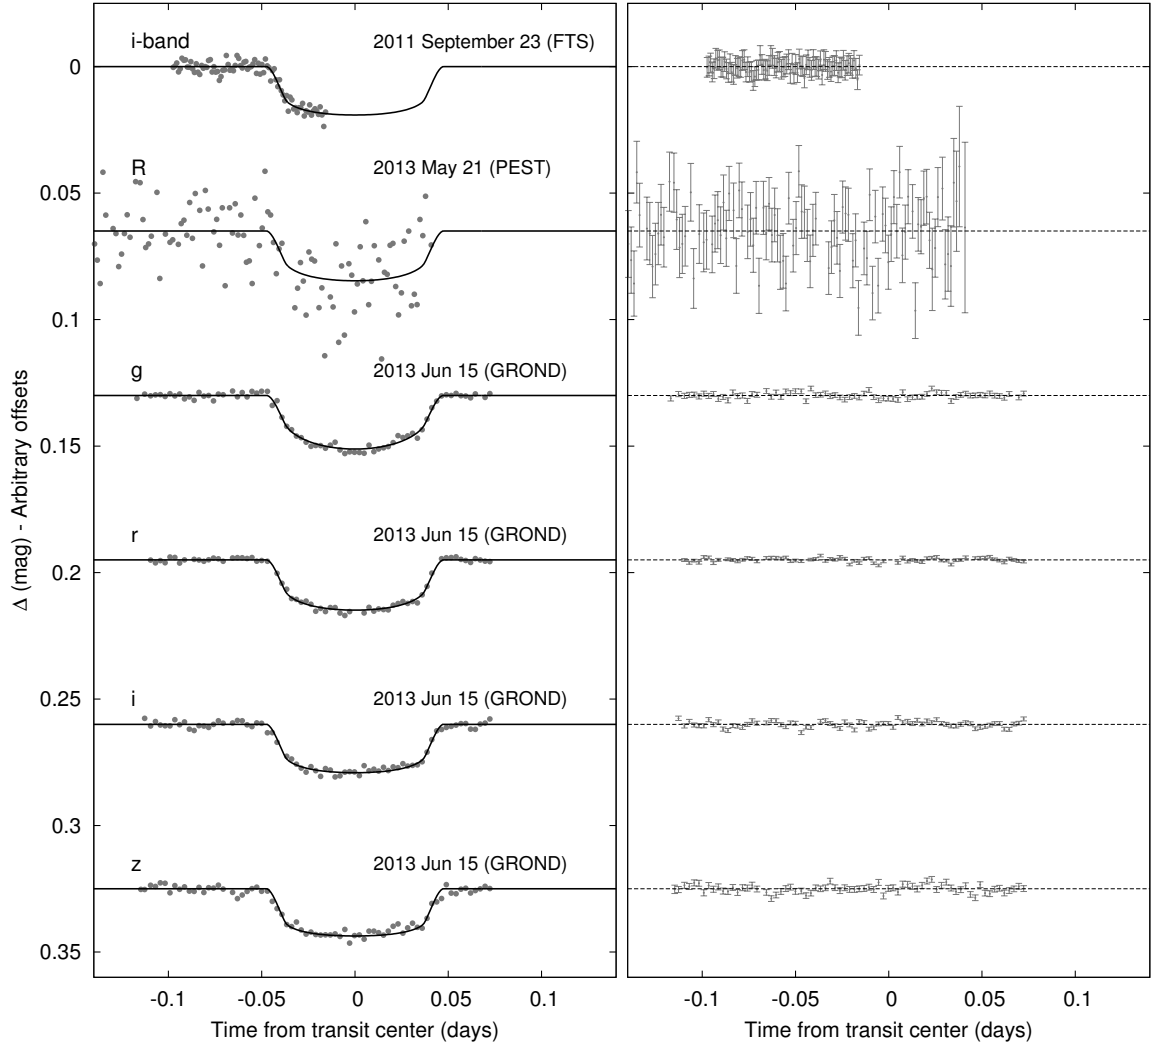 i-band 2011 September 23 (FTS)
0
R 2013 May 21 (PEST)
0.05
0.1
g 2013 Jun 15 (GROND)
0.15
r 2013 Jun 15 (GROND)
0.2
i 2013 Jun 15 (GROND)
0.25
0.3
z 2013 Jun 15 (GROND)
0.35
Δ (mag) - Arbitrary offsets
-0.1 -0.05 0 0.05 0.1
Time from transit center (days)
-0.1 -0.05 0 0.05 0.1
Time from transit center (days)